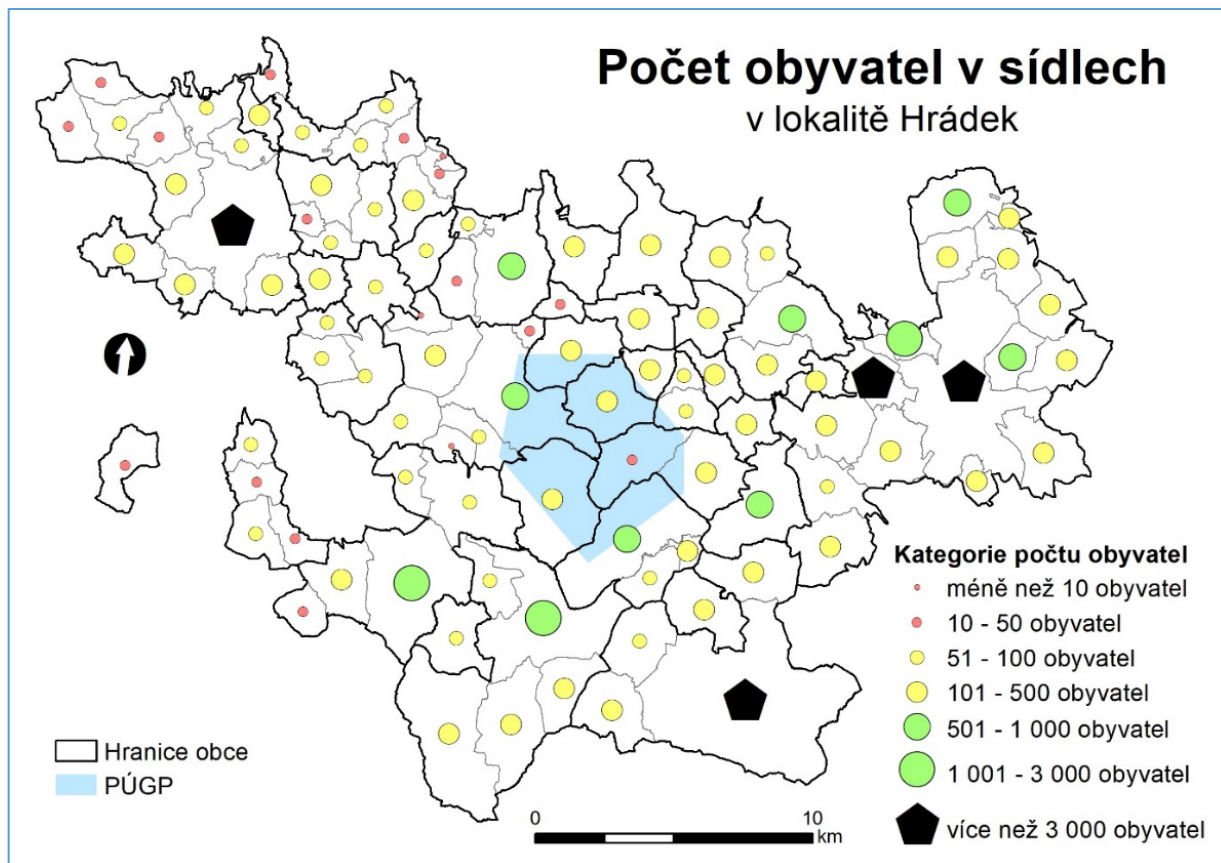 Počet obyvatel v sídlech
v lokalitě Hrádek
Kategorie počtu obyvatel
méně než 10 obyvatel
10 - 50 obyvatel
51 - 100 obyvatel
101 - 500 obyvatel
501 - 1 000 obyvatel
1 001 - 3 000 obyvatel
více než 3 000 obyvatel
Hranice obce
PÚGP
0 10
km